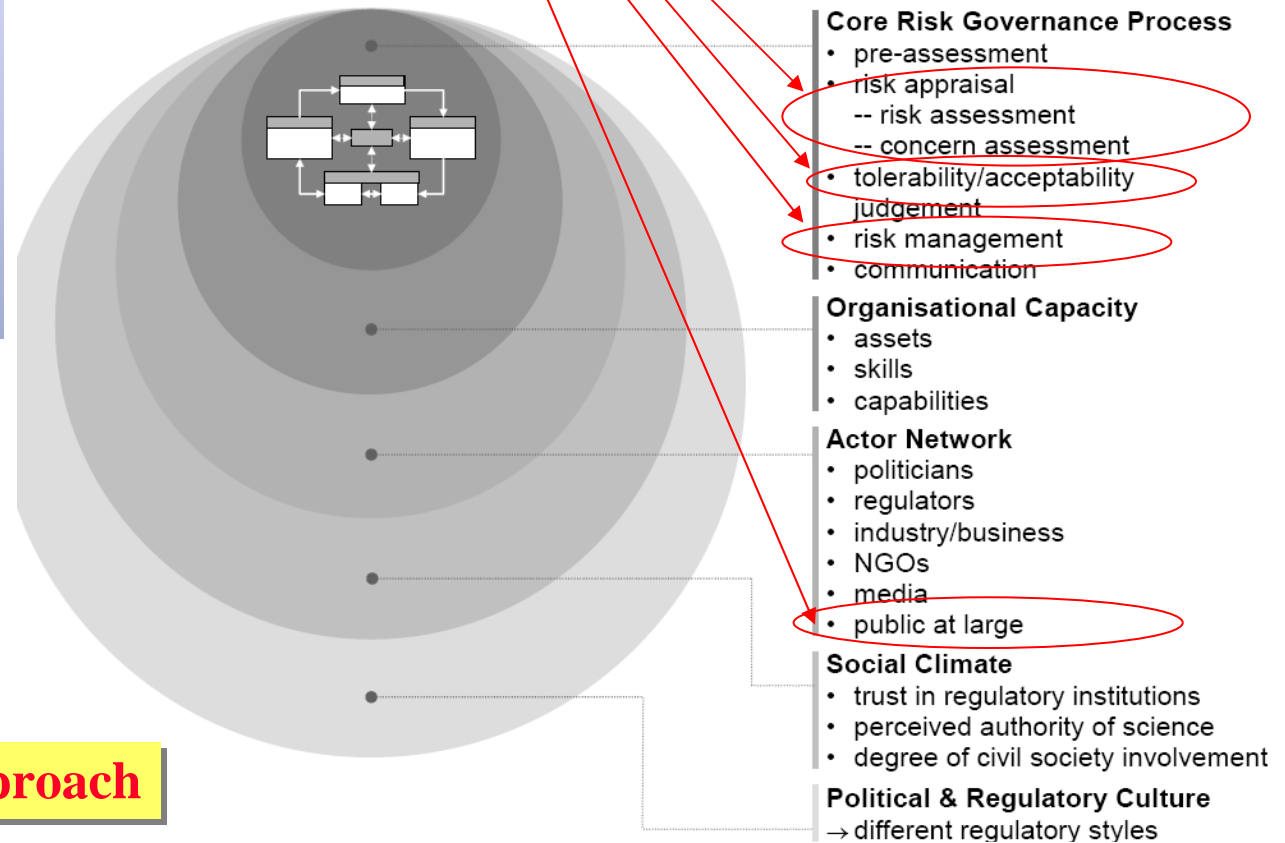 Core Risk Governance Process
• pre-assessment
• risk appraisal
-- risk assessment
-- concern assessment
• tolerability/acceptability
judgement
• risk management
• communication
Organisational Capacity
• assets
• skills
• capabilities
Actor Network
• politicians
• regulators
• industry/business
• NGOs
• media
• public at large
Social Climate
• trust in regulatory institutions
• perceived authority of science
• degree of civil society involvement
Political & Regulatory Culture
→ different regulatory styles
proach